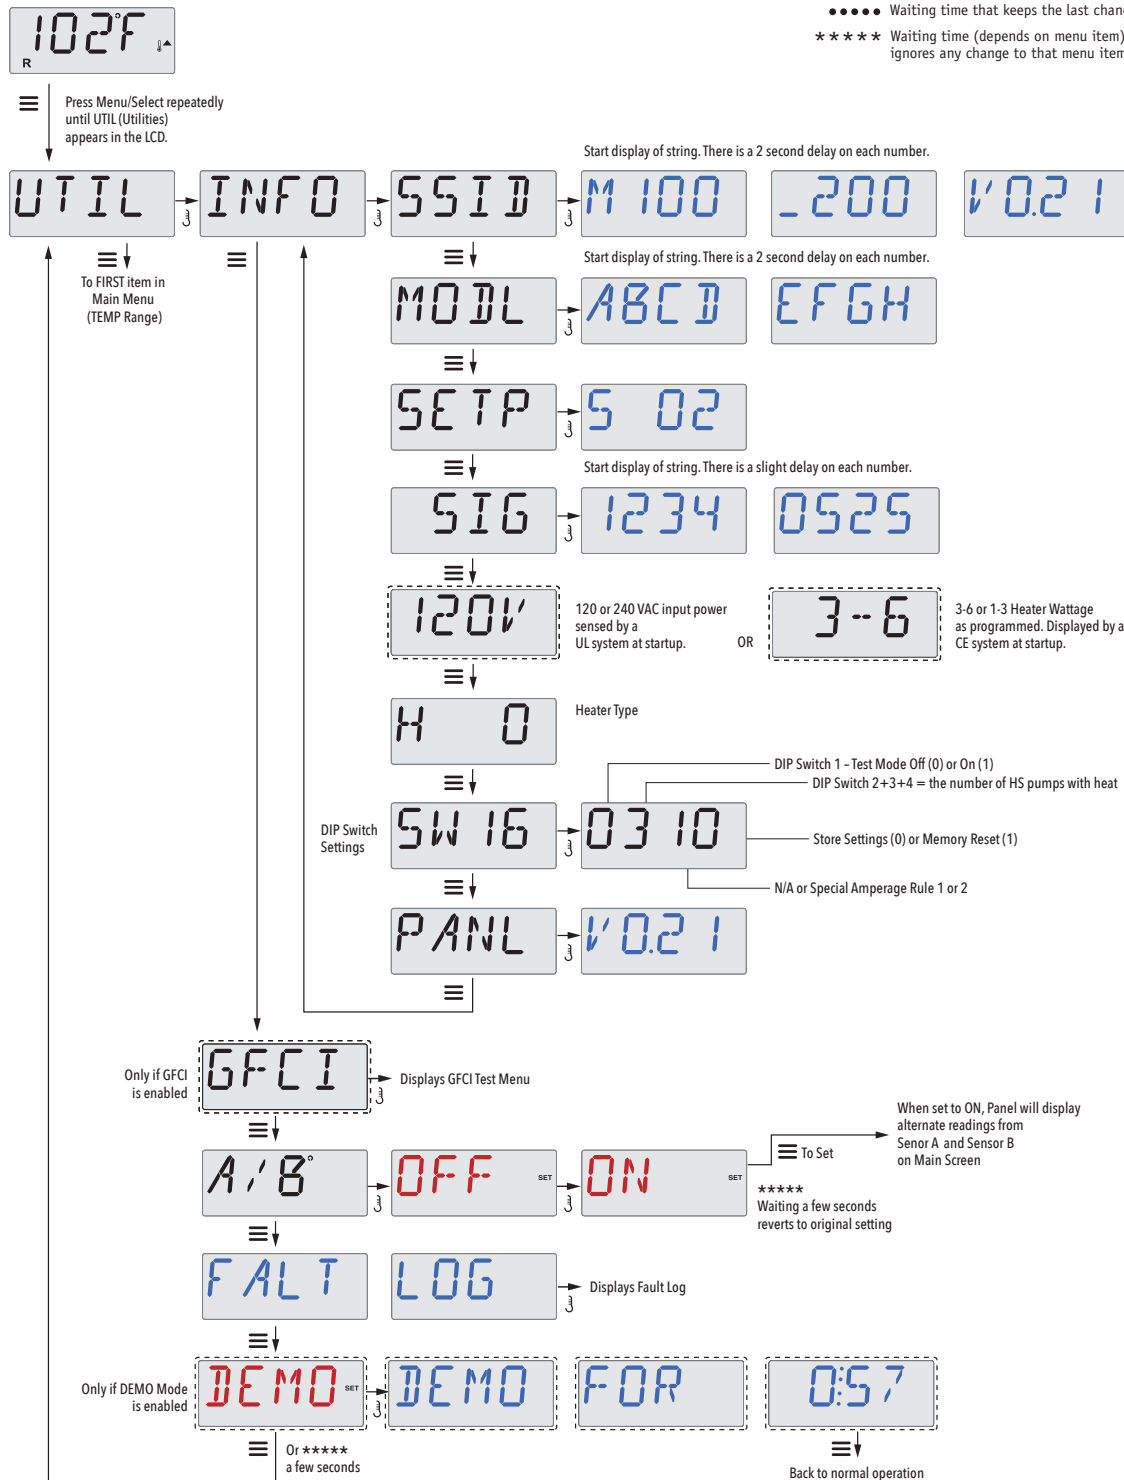 102°F
R
●●●●● Waiting time that keeps the last chan
***** Waiting time (depends on menu item)
ignores any change to that menu item
Press Menu/Select repeatedly
until UTIL (Utilities)
appears in the LCD.
Start display of string. There is a 2 second delay on each number.
UTIL
INFO
SSID
M100
_200
V0.21
To FIRST item in
Main Menu
(TEMP Range)
Start display of string. There is a 2 second delay on each number.
MODL
ABCD
EFGH
SETP
S 02
Start display of string. There is a slight delay on each number.
SIG
1234
0525
120V
120 or 240 VAC input power
sensed by a
UL system at startup.
OR
3-6
3-6 or 1-3 Heater Wattage
as programmed. Displayed by a
CE system at startup.
H 0
Heater Type
DIP Switch 1 – Test Mode Off (0) or On (1)
DIP Switch 2+3+4 = the number of HS pumps with heat
DIP Switch
Settings
SW16
0310
Store Settings (0) or Memory Reset (1)
N/A or Special Amperage Rule 1 or 2
PANL
V0.21
Only if GFCI
is enabled
GFCI
Displays GFCI Test Menu
When set to ON, Panel will display
alternate readings from
Senor A and Sensor B
on Main Screen
A/B°
OFF SET
ON SET
To Set
*****
Waiting a few seconds
reverts to original setting
FALT
LOG
Displays Fault Log
Only if DEMO Mode
is enabled
DEMO SET
DEMO
FOR
0:57
Or *****
a few seconds
Back to normal operation